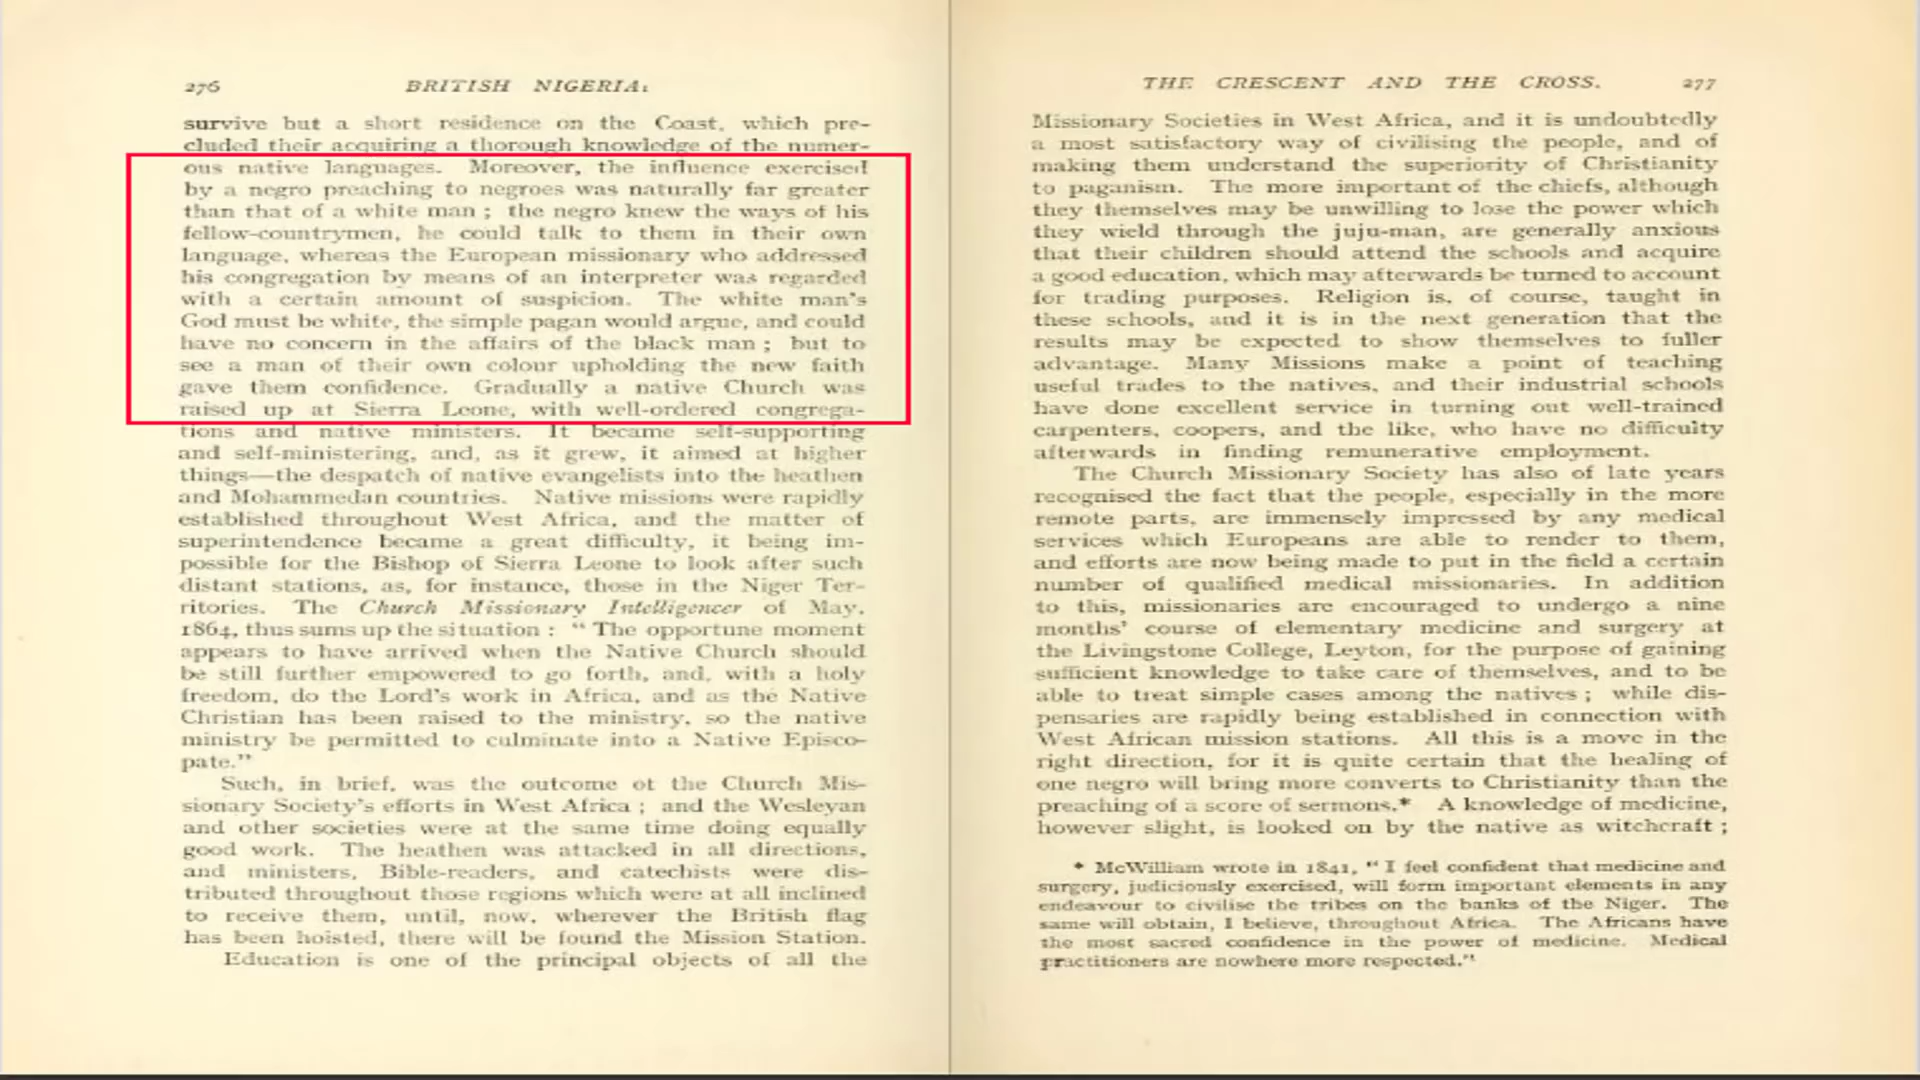 276 BRITISH NIGERIA:
survive but a short residence on the Coast, which pre-
cluded their acquiring a thorough knowledge of the numer-
ous native languages. Moreover, the influence exercised
by a negro preaching to negroes was naturally far greater
than that of a white man ; the negro knew the ways of his
fellow-countrymen, he could talk to them in their own
language, whereas the European missionary who addressed
his congregation by means of an interpreter was regarded
with a certain amount of suspicion. The white man's
God must be white, the simple pagan would argue, and could
have no concern in the affairs of the black man ; but to
see a man of their own colour upholding the new faith
gave them confidence. Gradually a native Church was
raised up at Sierra Leone, with well-ordered congrega-
tions and native ministers. It became self-supporting
and self-ministering, and, as it grew, it aimed at higher
things—the despatch of native evangelists into the heathen
and Mohammedan countries. Native missions were rapidly
established throughout West Africa, and the matter of
superintendence became a great difficulty, it being im-
possible for the Bishop of Sierra Leone to look after such
distant stations, as, for instance, those in the Niger Ter-
ritories. The Church Missionary Intelligencer of May,
1864, thus sums up the situation : "The opportune moment
appears to have arrived when the Native Church should
be still further empowered to go forth, and, with a holy
freedom, do the Lord's work in Africa, and as the Native
Christian has been raised to the ministry, so the native
ministry be permitted to culminate into a Native Episco-
pate."
Such, in brief, was the outcome of the Church Mis-
sionary Society's efforts in West Africa ; and the Wesleyan
and other societies were at the same time doing equally
good work. The heathen was attacked in all directions,
and ministers, Bible-readers, and catechists were dis-
tributed throughout those regions which were at all inclined
to receive them, until, now, wherever the British flag
has been hoisted, there will be found the Mission Station.
Education is one of the principal objects of all the
THE CRESCENT AND THE CROSS. 277
Missionary Societies in West Africa, and it is undoubtedly
a most satisfactory way of civilising the people, and of
making them understand the superiority of Christianity
to paganism. The more important of the chiefs, although
they themselves may be unwilling to lose the power which
they wield through the juju-man, are generally anxious
that their children should attend the schools and acquire
a good education, which may afterwards be turned to account
for trading purposes. Religion is, of course, taught in
these schools, and it is in the next generation that the
results may be expected to show themselves to fuller
advantage. Many Missions make a point of teaching
useful trades to the natives, and their industrial schools
have done excellent service in turning out well-trained
carpenters, coopers, and the like, who have no difficulty
afterwards in finding remunerative employment.
The Church Missionary Society has also of late years
recognised the fact that the people, especially in the more
remote parts, are immensely impressed by any medical
services which Europeans are able to render to them,
and efforts are now being made to put in the field a certain
number of qualified medical missionaries. In addition
to this, missionaries are encouraged to undergo a nine
months' course of elementary medicine and surgery at
the Livingstone College, Leyton, for the purpose of gaining
sufficient knowledge to take care of themselves, and to be
able to treat simple cases among the natives ; while dis-
pensaries are rapidly being established in connection with
West African mission stations. All this is a move in the
right direction, for it is quite certain that the healing of
one negro will bring more converts to Christianity than the
preaching of a score of sermons.* A knowledge of medicine,
however slight, is looked on by the native as witchcraft ;
* McWilliam wrote in 1841, "I feel confident that medicine and
surgery, judiciously exercised, will form important elements in any
endeavour to civilise the tribes on the banks of the Niger. The
same will obtain, I believe, throughout Africa. The Africans have
the most sacred confidence in the power of medicine. Medical
practitioners are nowhere more respected."